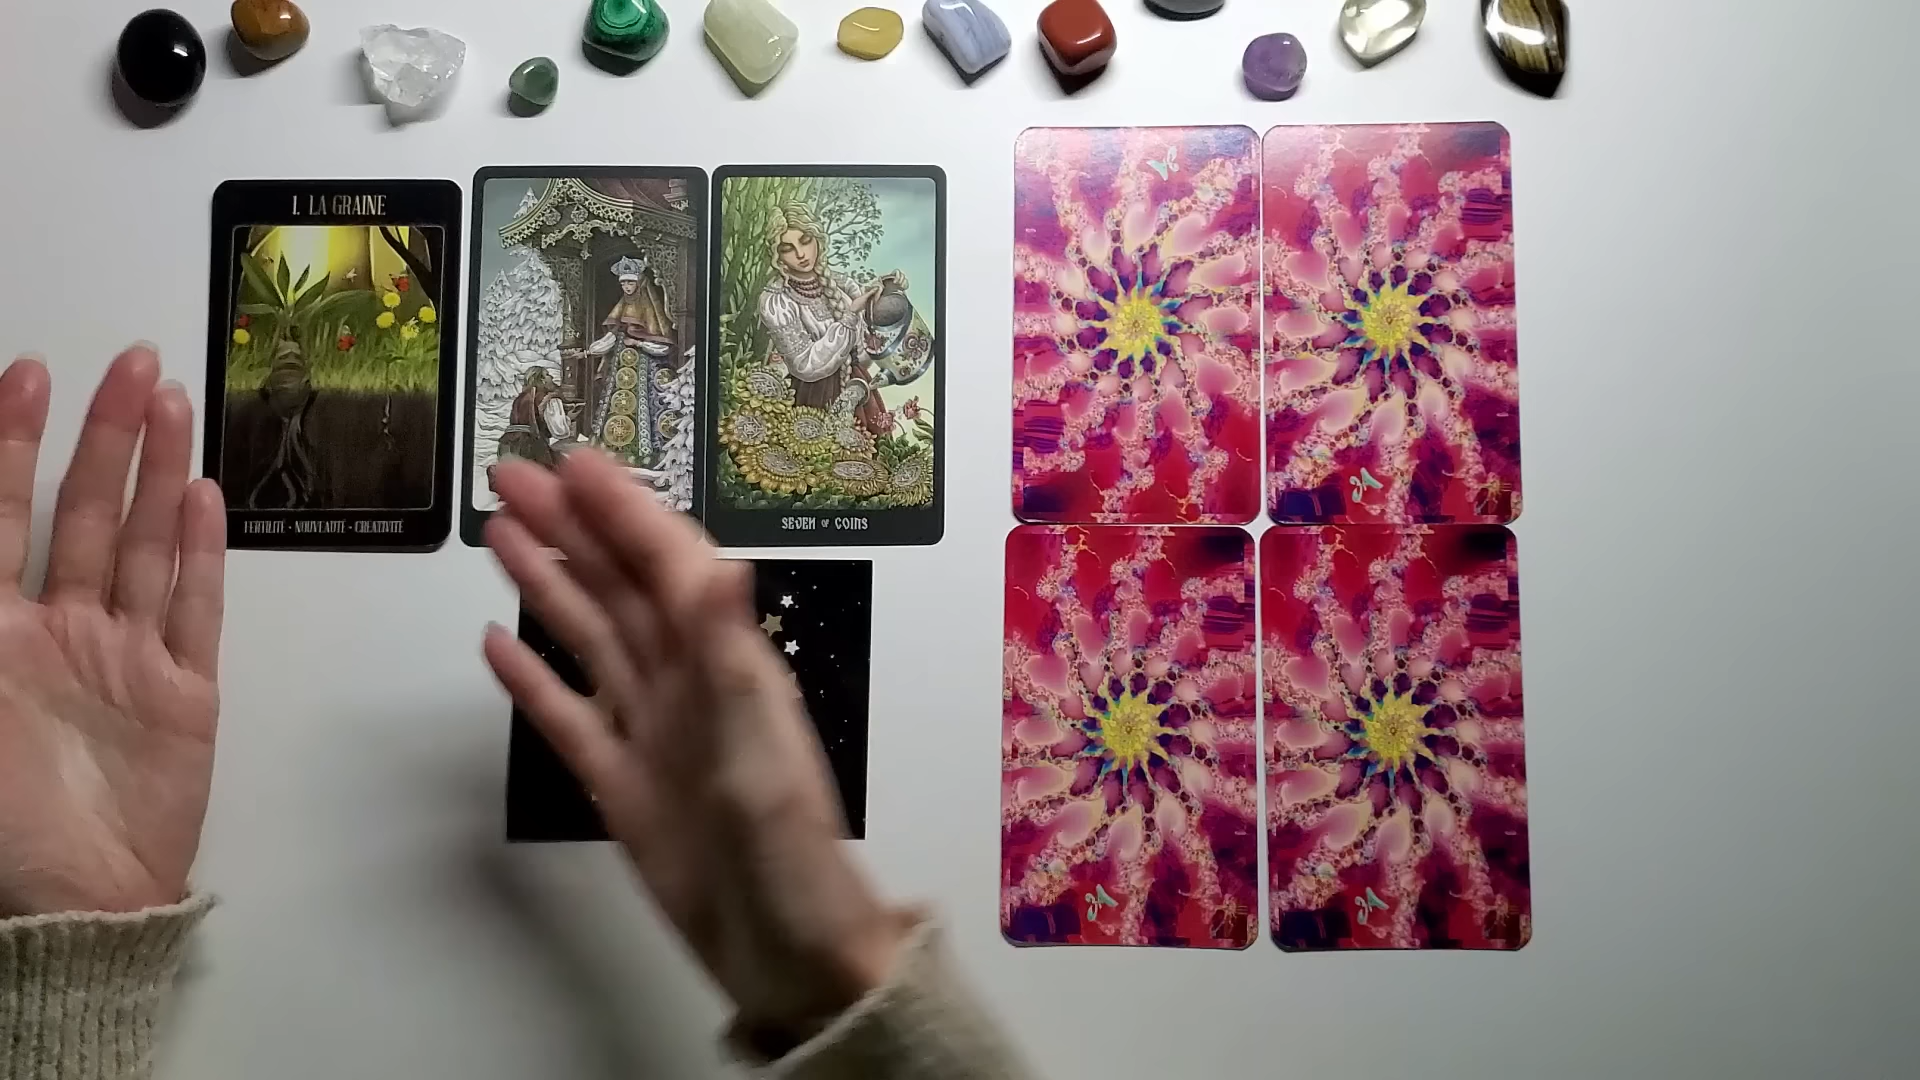 I. LA GRAINE
FERTILITÉ • NOUVEAUTÉ • CRÉATIVITÉ
SEVEN OF COINS